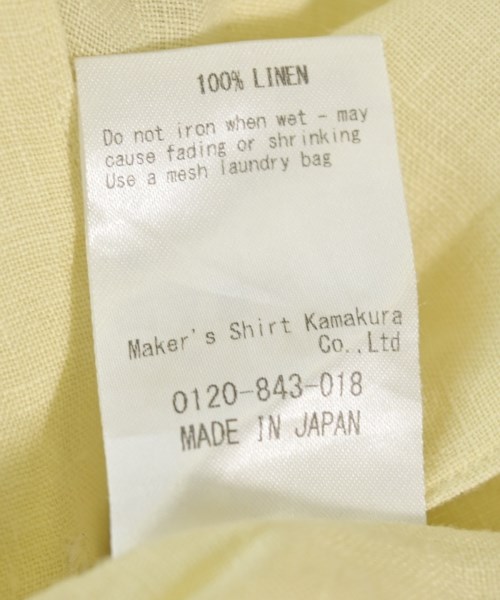 100% LINEN
Do not iron when wet - may
cause fading or shrinking
Use a mesh laundry bag
Maker's Shirt Kamakura
Co.,Ltd
0120-843-018
MADE IN JAPAN